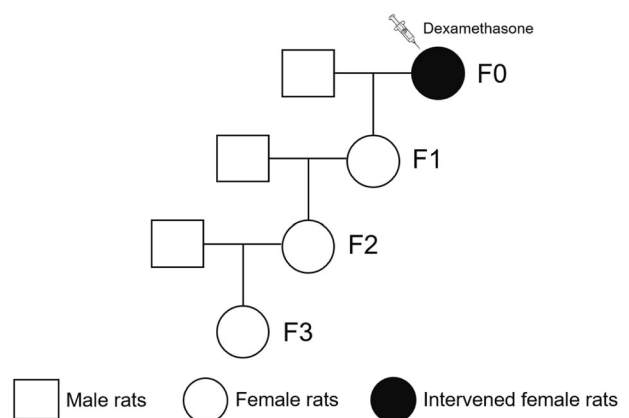 Dexamethasone
F0
F1
F2
F3
Male rats
Female rats
Intervened female rats